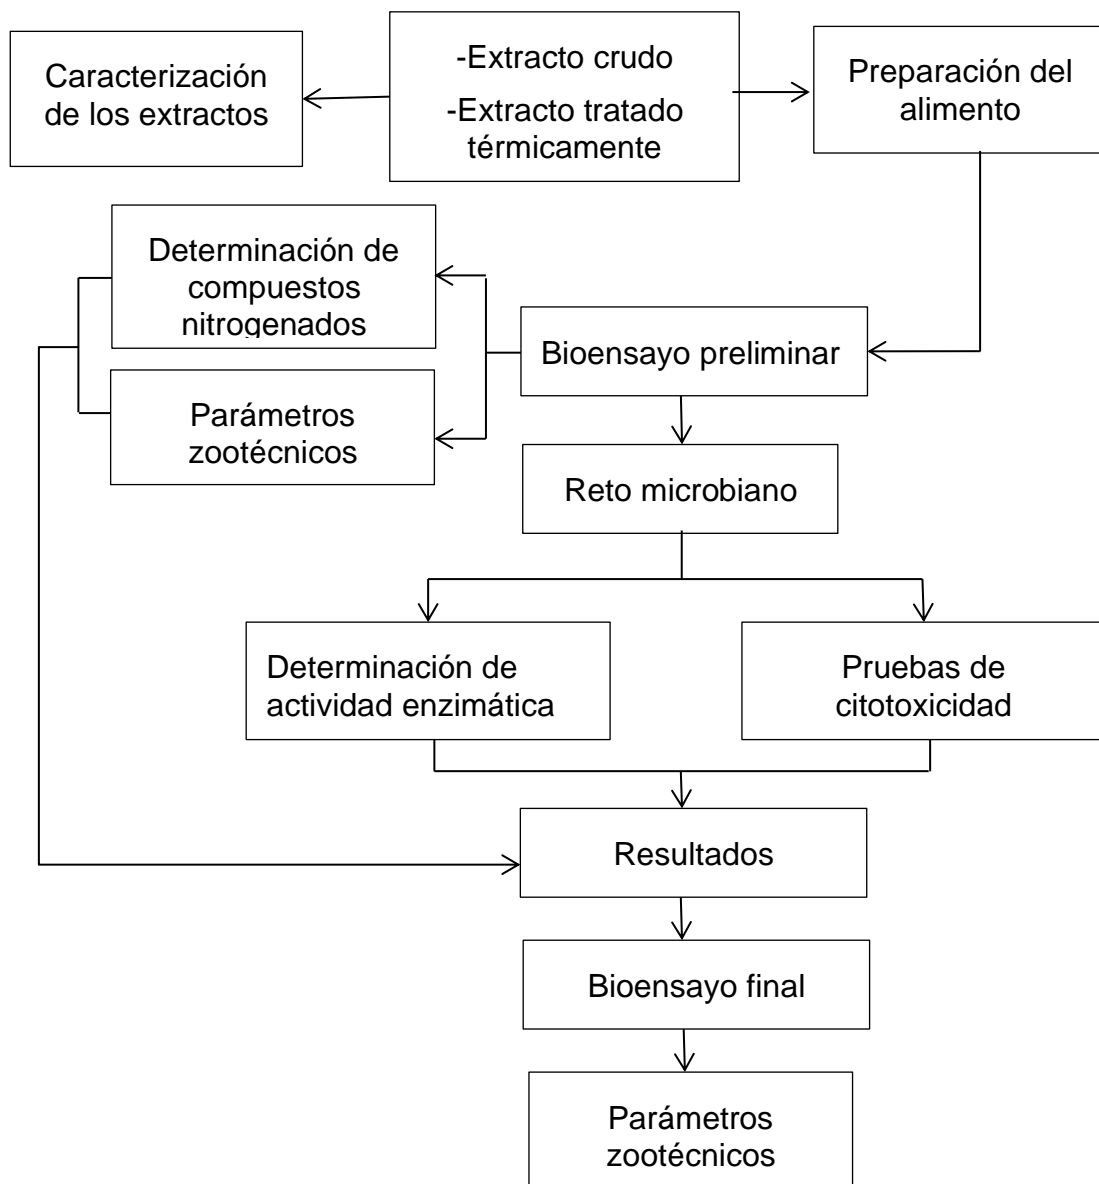 Caracterización
de los extractos
-Extracto crudo
-Extracto tratado
térmicamente
Preparación del
alimento
Determinación de
compuestos
nitrogenados
Bioensayo preliminar
Parámetros
zootécnicos
Reto microbiano
Determinación de
actividad enzimática
Pruebas de
citotoxicidad
Resultados
Bioensayo final
Parámetros
zootécnicos